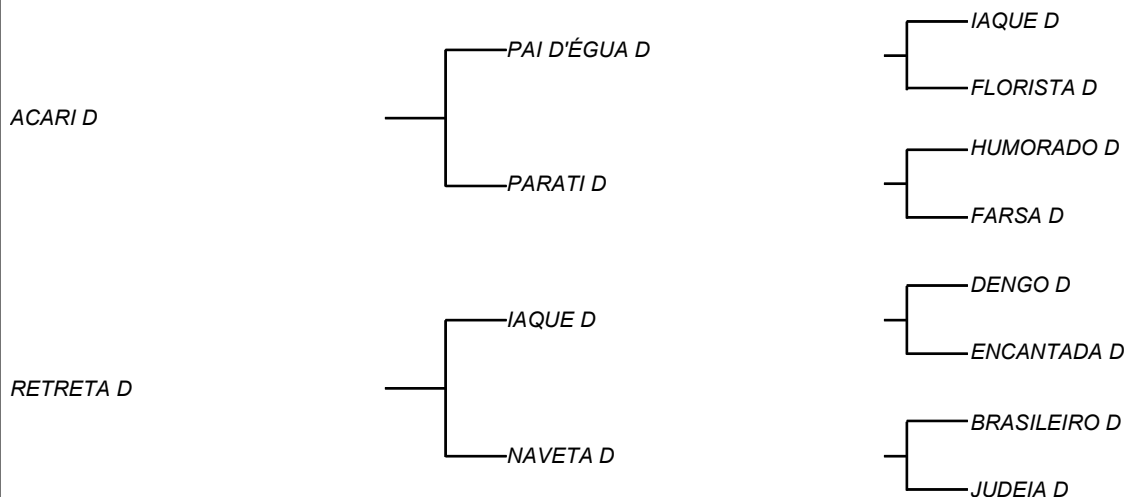 IAQUE D
PAI D'ÉGUA D
FLORISTA D
ACARI D
HUMORADO D
PARATI D
FARSA D
DENGO D
IAQUE D
ENCANTADA D
RETRETA D
BRASILEIRO D
NAVETA D
JUDEIA D